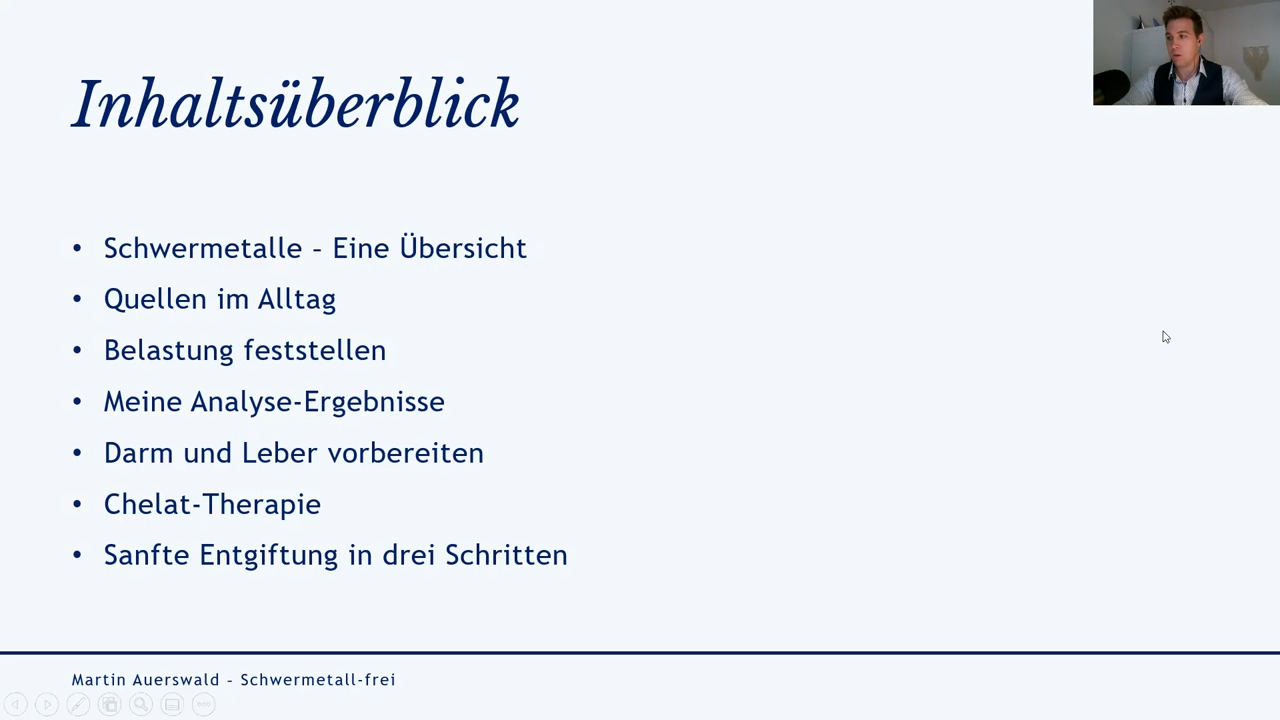 Inhaltsüberblick
• Schwermetalle – Eine Übersicht
• Quellen im Alltag
• Belastung feststellen
• Meine Analyse-Ergebnisse
• Darm und Leber vorbereiten
• Chelat-Therapie
• Sanfte Entgiftung in drei Schritten
Martin Auerswald – Schwermetall-frei